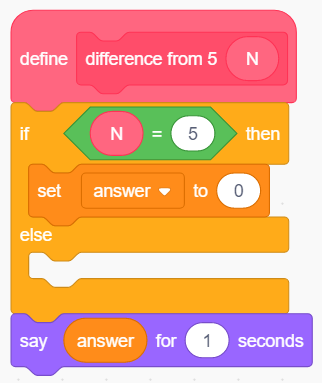 define difference from 5 N
if N = 5 then
set answer to 0
else
say answer for 1 seconds